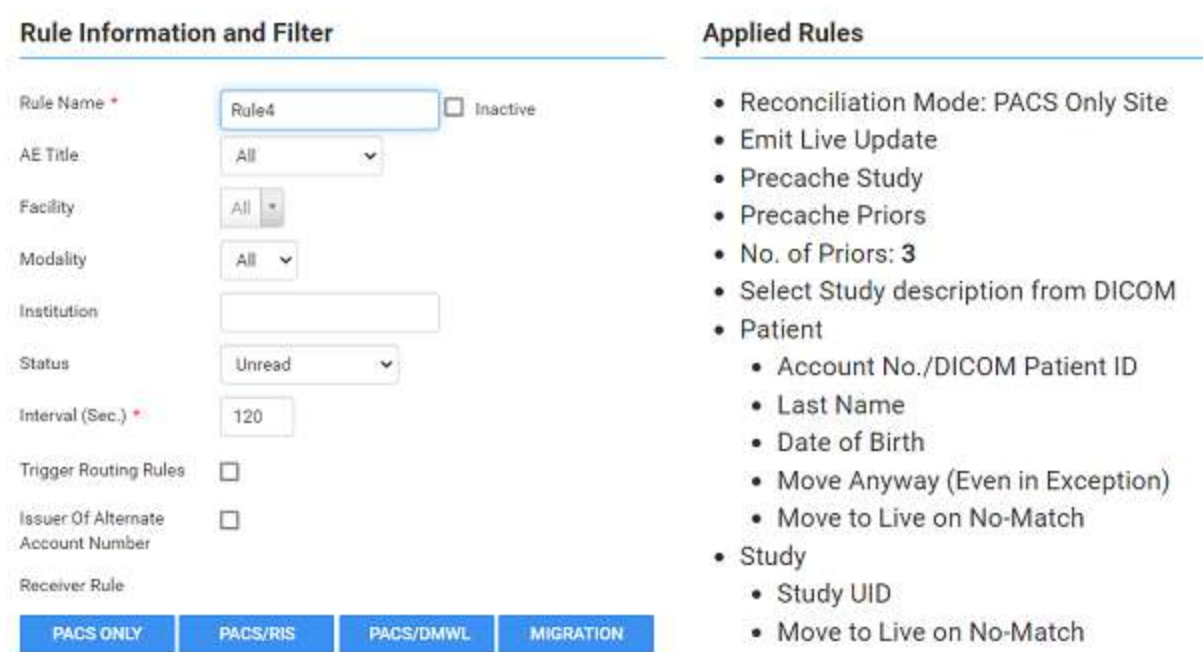 Rule Information and Filter
Rule Name *
Rule4
Inactive
AE Title
All
Facility
All
Modality
All
Institution
Status
Unread
Interval (Sec.) *
120
Trigger Routing Rules
Issuer Of Alternate
Account Number
Receiver Rule
PACS ONLY
PACS/RIS
PACS/DMWL
MIGRATION
Applied Rules
• Reconciliation Mode: PACS Only Site
• Emit Live Update
• Precache Study
• Precache Priors
• No. of Priors: 3
• Select Study description from DICOM
• Patient
• Account No./DICOM Patient ID
• Last Name
• Date of Birth
• Move Anyway (Even in Exception)
• Move to Live on No-Match
• Study
• Study UID
• Move to Live on No-Match